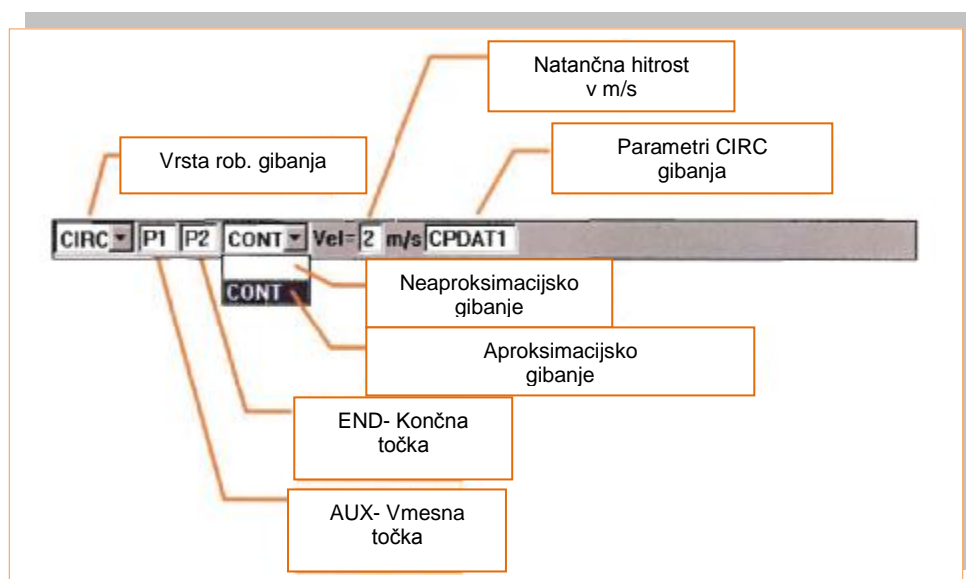 Natančna hitrost
v m/s
Vrsta rob. gibanja
Parametri CIRC
gibanja
CIRC P1 P2 CONT Vel= 2 m/s CPDAT1
CONT
Neaproksimacijsko
gibanje
Aproksimacijsko
gibanje
END- Končna
točka
AUX- Vmesna
točka